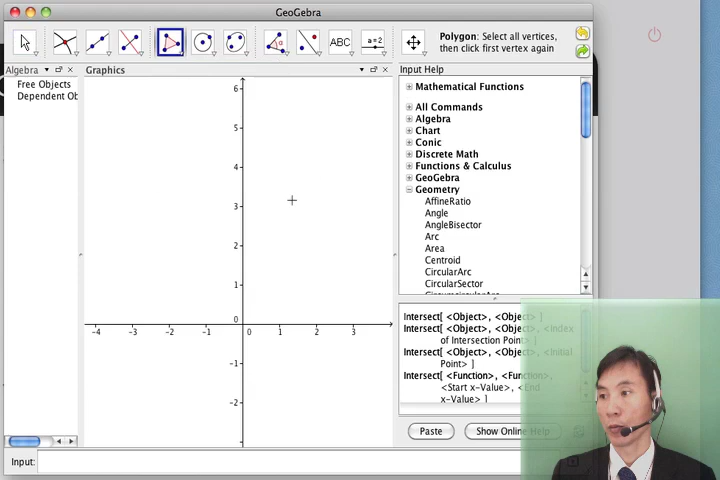 GeoGebra
ABC
a=2
α
Polygon: Select all vertices,
then click first vertex again
Algebra
Free Objects
Dependent Ob
Graphics
6
5
4
3
2
1
0
-1
-2
-4
-3
-2
-1
0
1
2
3
Input Help
Mathematical Functions
All Commands
Algebra
Chart
Conic
Discrete Math
Functions & Calculus
GeoGebra
Geometry
AffineRatio
Angle
AngleBisector
Arc
Area
Centroid
CircularArc
CircularSector
CircumcircularArc
Intersect[ <Object>, <Object> ]
Intersect[ <Object>, <Object>, <Index
of Intersection Point> ]
Intersect[ <Object>, <Object>, <Initial
Point> ]
Intersect[ <Function>, <Function>,
<Start x-Value>, <End
x-Value> ]
Paste
Show Online Help
Input: